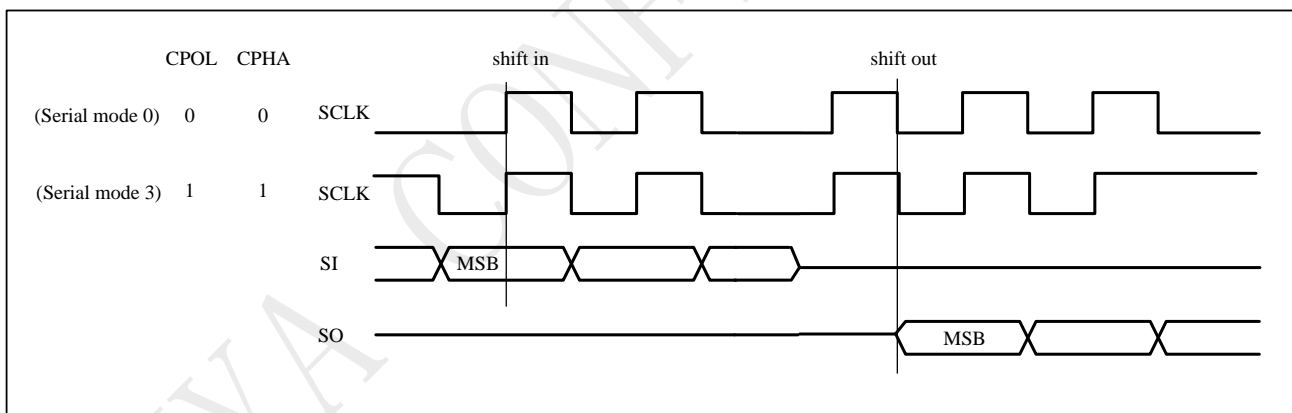 CPOL CPHA shift in shift out
(Serial mode 0) 0 0 SCLK
(Serial mode 3) 1 1 SCLK
SI MSB
SO MSB